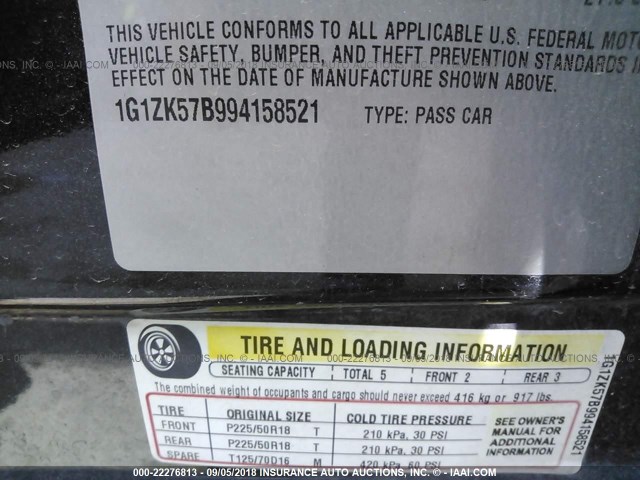 THIS VEHICLE CONFORMS TO ALL APPLICABLE U.S. FEDERAL
VEHICLE SAFETY, BUMPER, AND THEFT PREVENTION STANDARDS
EFFECT ON THE DATE OF MANUFACTURE SHOWN ABOVE.
1G1ZK57B994158521 TYPE: PASS CAR
TIRE AND LOADING INFORMATION
SEATING CAPACITY TOTAL 5 FRONT 2 REAR 3
The combined weight of occupants and cargo should never exceed 416 kg or 917 lbs.
TIRE ORIGINAL SIZE COLD TIRE PRESSURE
FRONT P225/50R18 T 210 kPa, 30 PSI
REAR P225/50R18 T 210 kPa, 30 PSI
SPARE T125/70D16 M 420 kPa, 60 PSI
SEE OWNER'S
MANUAL FOR
ADDITIONAL
INFORMATION
1G1ZK57B994158521
000-22276813 - 09/05/2018 - INSURANCE AUTO AUCTIONS - (IAAI.COM)